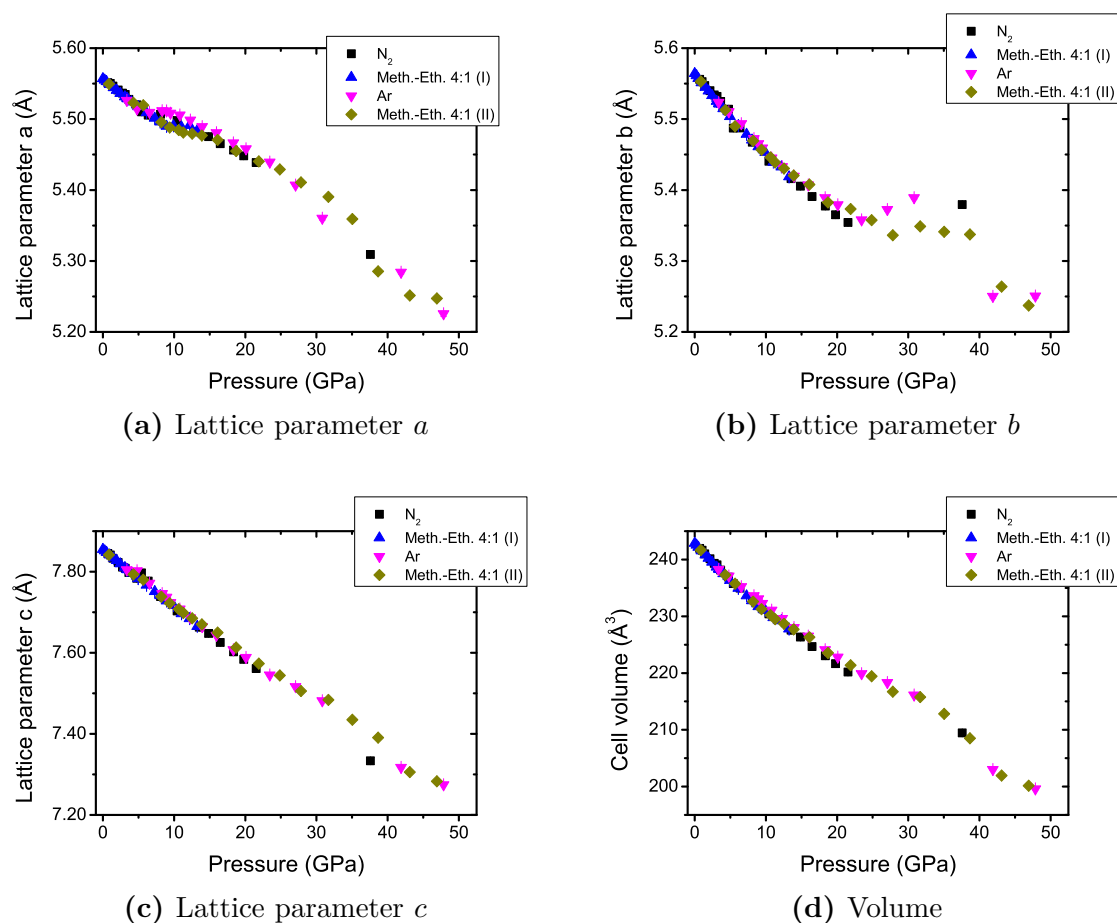 N2
Meth.-Eth. 4:1 (I)
Ar
Meth.-Eth. 4:1 (II)
5.60
5.50
5.40
5.30
5.20
Lattice parameter a (Å)
0 10 20 30 40 50
Pressure (GPa)
(a) Lattice parameter a
N2
Meth.-Eth. 4:1 (I)
Ar
Meth.-Eth. 4:1 (II)
5.6
5.5
5.4
5.3
5.2
Lattice parameter b (Å)
0 10 20 30 40 50
Pressure (GPa)
(b) Lattice parameter b
N2
Meth.-Eth. 4:1 (I)
Ar
Meth.-Eth. 4:1 (II)
7.80
7.60
7.40
7.20
Lattice parameter c (Å)
0 10 20 30 40 50
Pressure (GPa)
(c) Lattice parameter c
N2
Meth.-Eth. 4:1 (I)
Ar
Meth.-Eth. 4:1 (II)
240
230
220
210
200
Cell volume (Å3)
0 10 20 30 40 50
Pressure (GPa)
(d) Volume